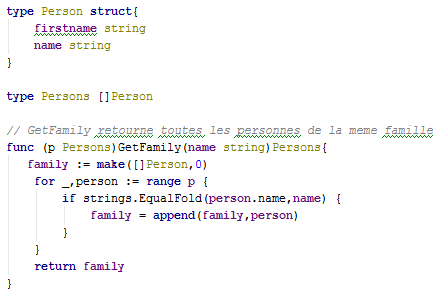 type Person struct{
    firstname string
    name string
}

type Persons []Person

// GetFamily retourne toutes les personnes de la meme famille
func (p Persons)GetFamily(name string)Persons{
   family := make([]Person,0)
    for _,person := range p {
        if strings.EqualFold(person.name,name) {
            family = append(family,person)
        }
    }
    return family
}